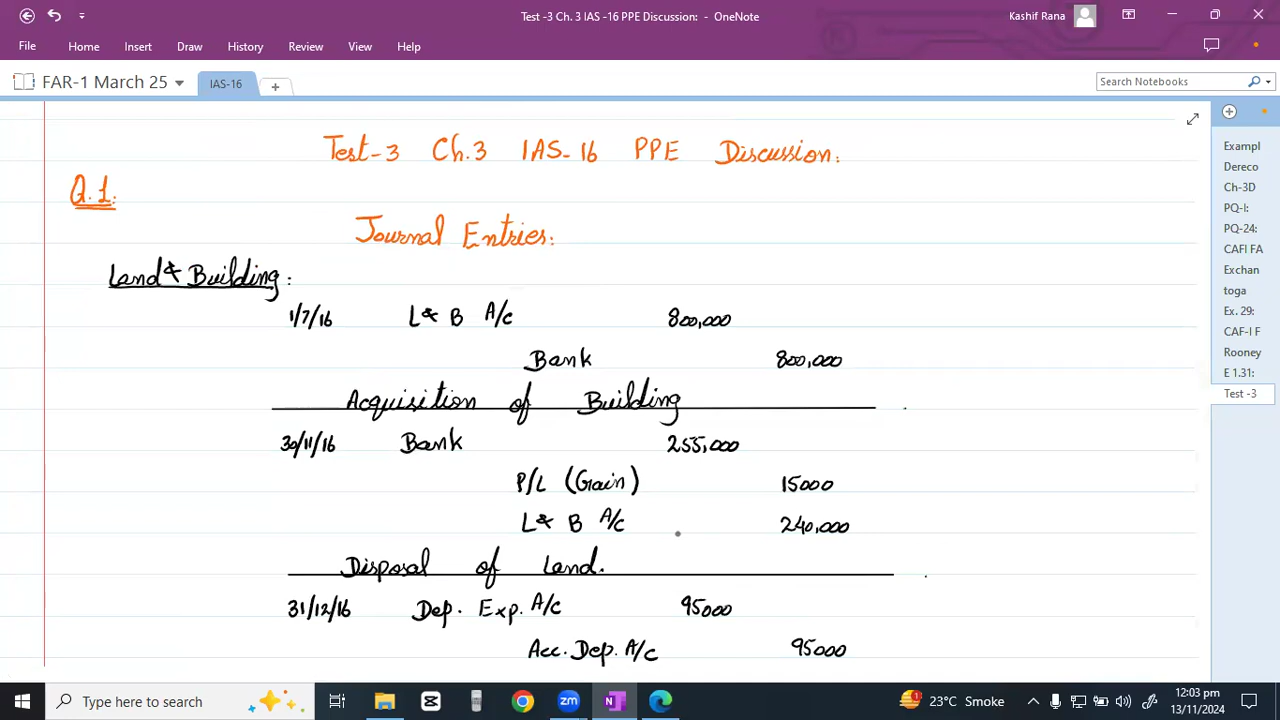 Test -3 Ch. 3 IAS -16 PPE Discussion: - OneNote
Kashif Rana
File Home Insert Draw History Review View Help
FAR-1 March 25
IAS-16
Search Notebooks
Test-3 Ch.3 IAS-16 PPE Discussion:
Q.1:
Journal Entries:
Land & Building:
1/7/16 L & B A/c 800,000
Bank 800,000
Acquisition of Building
30/11/16 Bank 255,000
P/L (Grain) 15000
L & B A/c 240,000
Disposal of Land.
31/12/16 Dep. Exp. A/c 95000
Acc. Dep. A/c 95000
Exampl
Dereco
Ch-3D
PQ-I:
PQ-24:
CAFI FA
Exchan
toga
Ex. 29:
CAF-I F
Rooney
E 1.31:
Test -3
Type here to search
zm
N
1
23°C Smoke
12:03 pm
13/11/2024